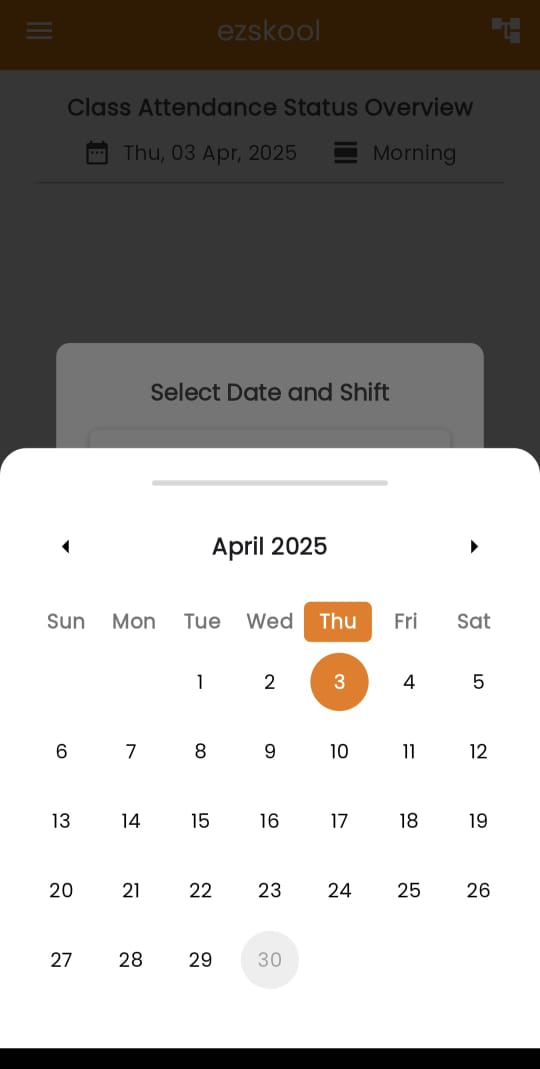 ezskool
Class Attendance Status Overview
Thu, 03 Apr, 2025 Morning
Select Date and Shift
April 2025
Sun Mon Tue Wed Thu Fri Sat
1 2 3 4 5
6 7 8 9 10 11 12
13 14 15 16 17 18 19
20 21 22 23 24 25 26
27 28 29 30